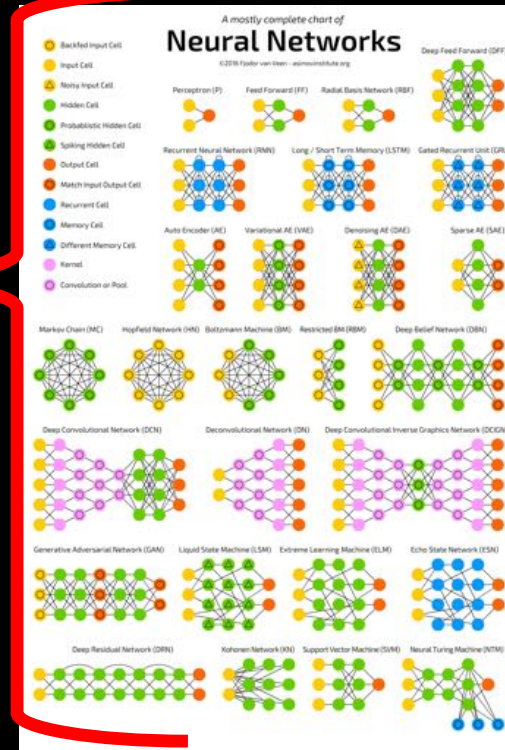 A mostly complete chart of
Neural Networks
©2016 Fjodor van Veen - asimovinstitute.org
Backfed Input Cell
Input Cell
Noisy Input Cell
Hidden Cell
Probablistic Hidden Cell
Spiking Hidden Cell
Output Cell
Match Input Output Cell
Recurrent Cell
Memory Cell
Different Memory Cell
Kernel
Convolution or Pool
Perceptron (P) Feed Forward (FF) Radial Basis Network (RBF)
Deep Feed Forward (DFF
Recurrent Neural Network (RNN) Long / Short Term Memory (LSTM) Gated Recurrent Unit (GRU
Auto Encoder (AE) Variational AE (VAE) Denoising AE (DAE) Sparse AE (SAE)
Markov Chain (MC) Hopfield Network (HN) Boltzmann Machine (BM) Restricted BM (RBM) Deep Belief Network (DBN)
Deep Convolutional Network (DCN) Deconvolutional Network (DN) Deep Convolutional Inverse Graphics Network (DCIGN
Generative Adversarial Network (GAN) Liquid State Machine (LSM) Extreme Learning Machine (ELM) Echo State Network (ESN)
Deep Residual Network (DRN) Kohonen Network (KN) Support Vector Machine (SVM) Neural Turing Machine (NTM)